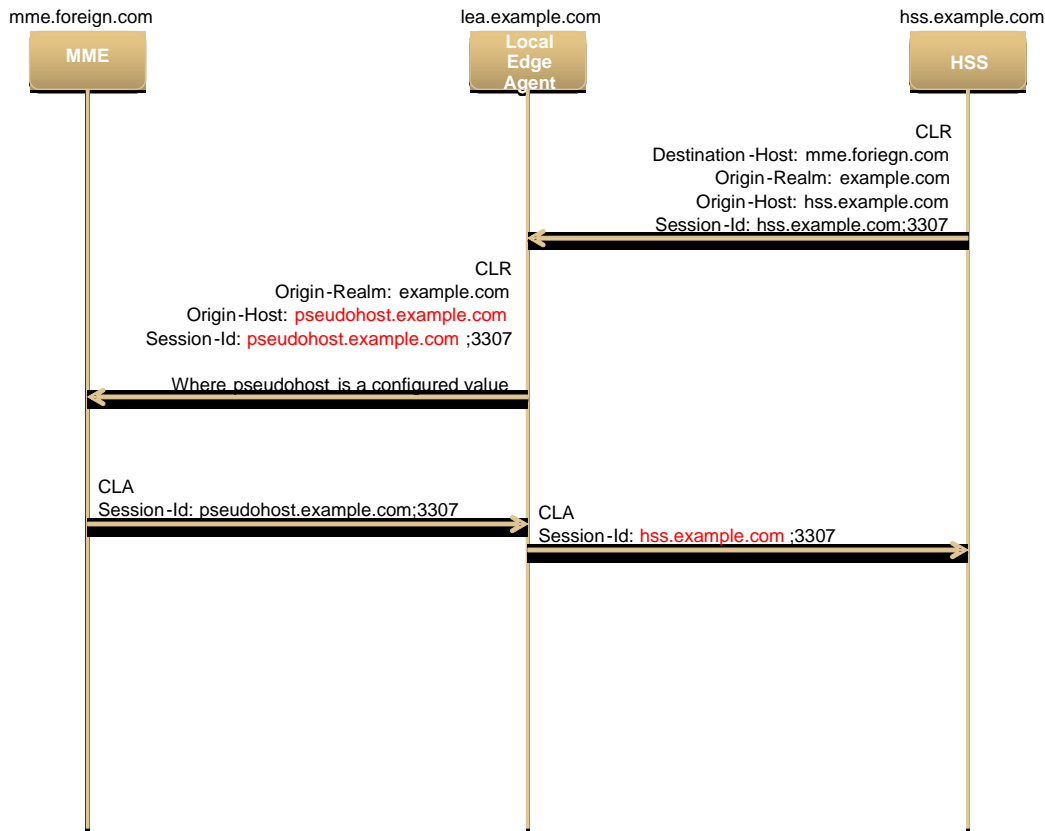 mme.foreign.com
lea.example.com
hss.example.com
MME
Local
Edge
Agent
HSS
CLR
Destination-Host: mme.foriegn.com
Origin-Realm: example.com
Origin-Host: hss.example.com
Session-Id: hss.example.com;3307
CLR
Origin-Realm: example.com
Origin-Host: pseudohost.example.com
Session-Id: pseudohost.example.com ;3307
Where pseudohost is a configured value
CLA
Session-Id: pseudohost.example.com;3307
CLA
Session-Id: hss.example.com ;3307